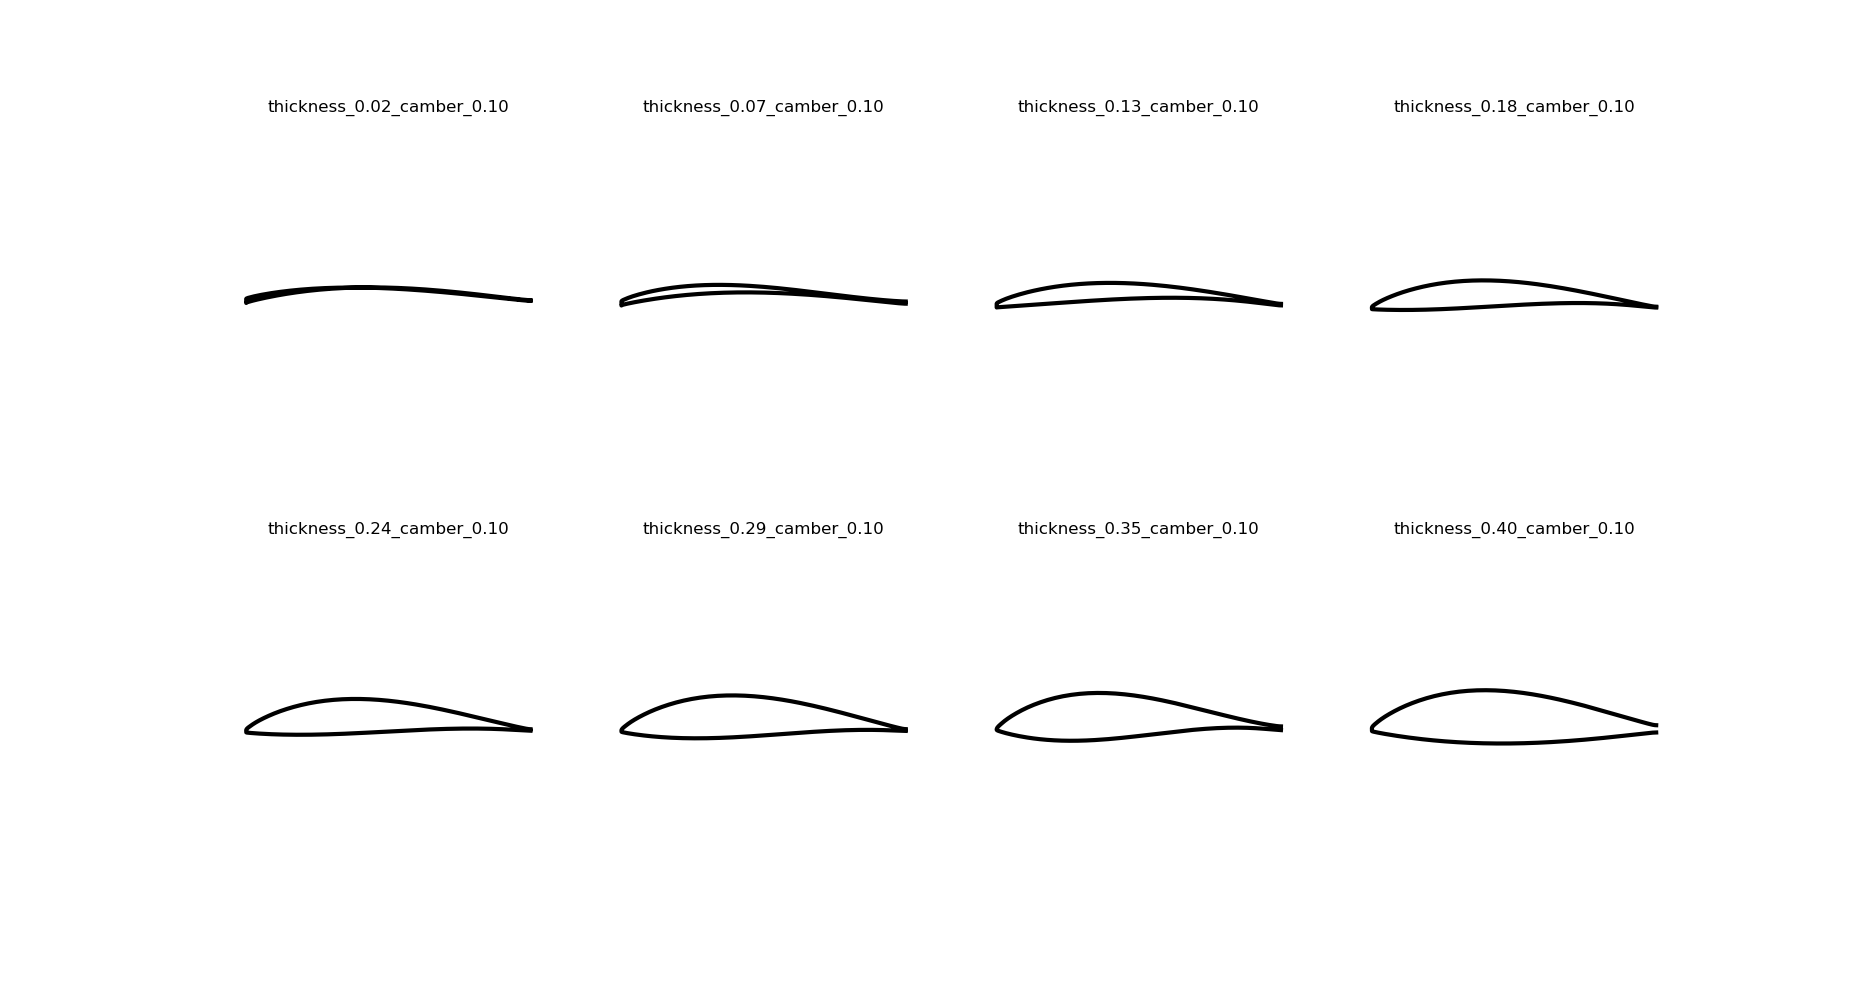 thickness_0.02_camber_0.10
thickness_0.07_camber_0.10
thickness_0.13_camber_0.10
thickness_0.18_camber_0.10
thickness_0.24_camber_0.10
thickness_0.29_camber_0.10
thickness_0.35_camber_0.10
thickness_0.40_camber_0.10